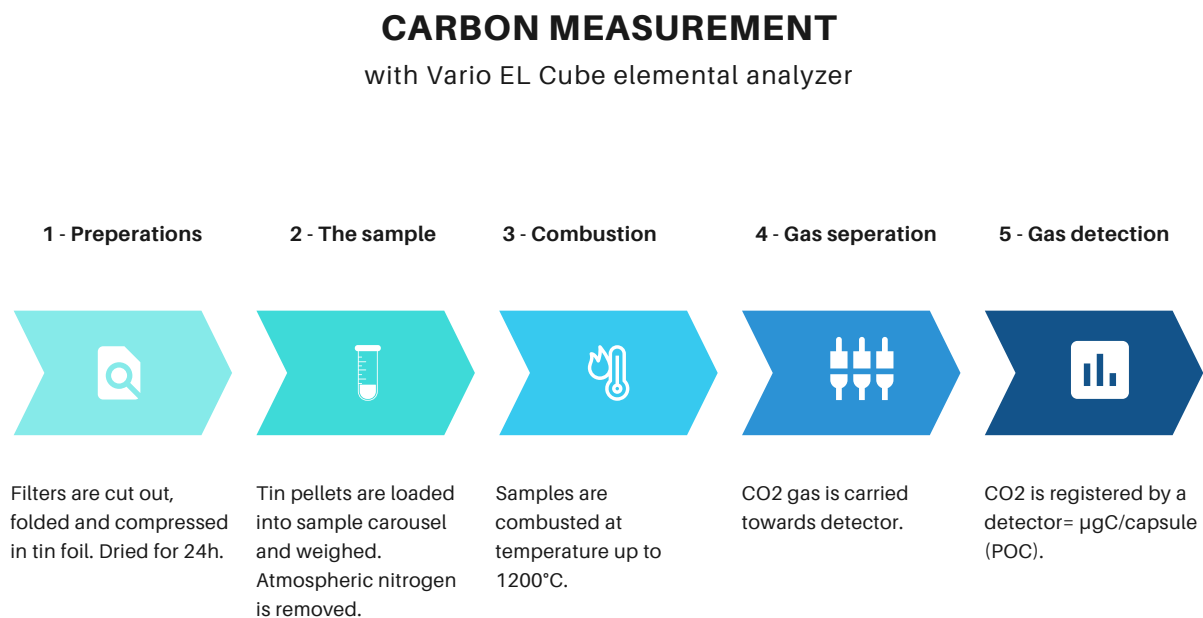 CARBON MEASUREMENT
with Vario EL Cube elemental analyzer
1 - Preperations
2 - The sample
3 - Combustion
4 - Gas seperation
5 - Gas detection
Filters are cut out,
folded and compressed
in tin foil. Dried for 24h.
Tin pellets are loaded
into sample carousel
and weighed.
Atmospheric nitrogen
is removed.
Samples are
combusted at
temperature up to
1200°C.
CO2 gas is carried
towards detector.
CO2 is registered by a
detector= µgC/capsule
(POC).